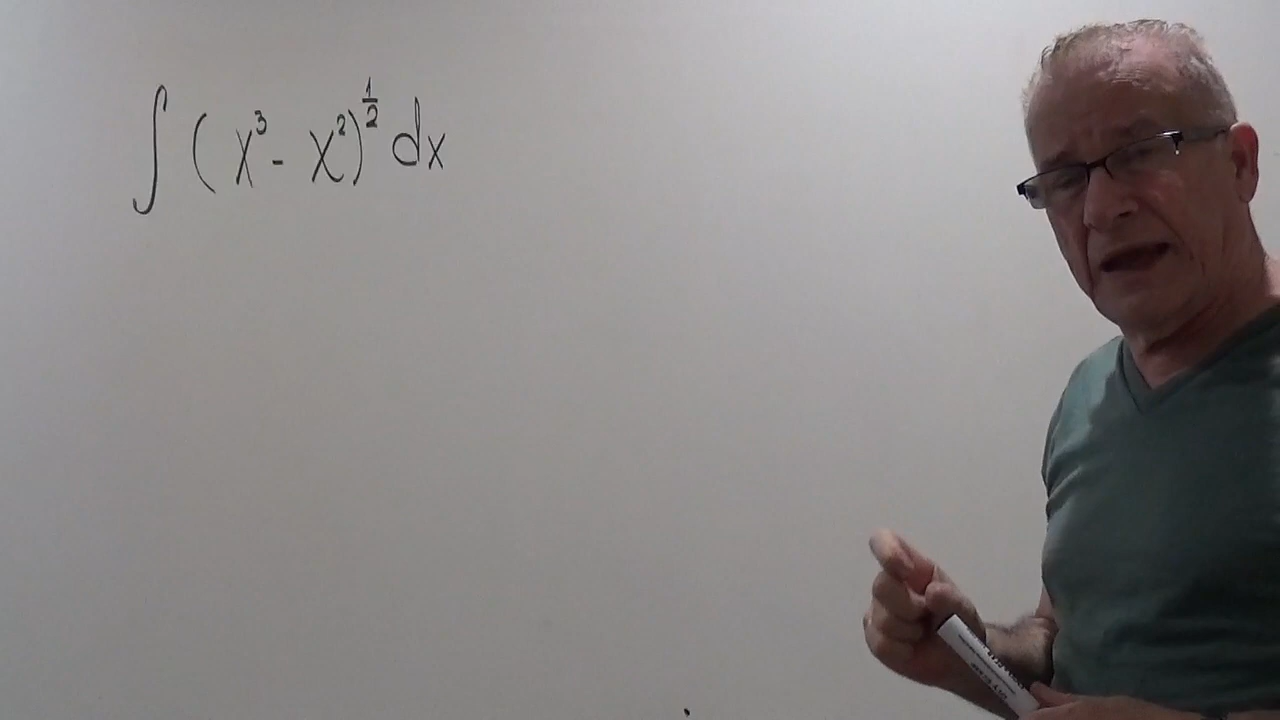 ∫ (x³ - x²)^½ dx